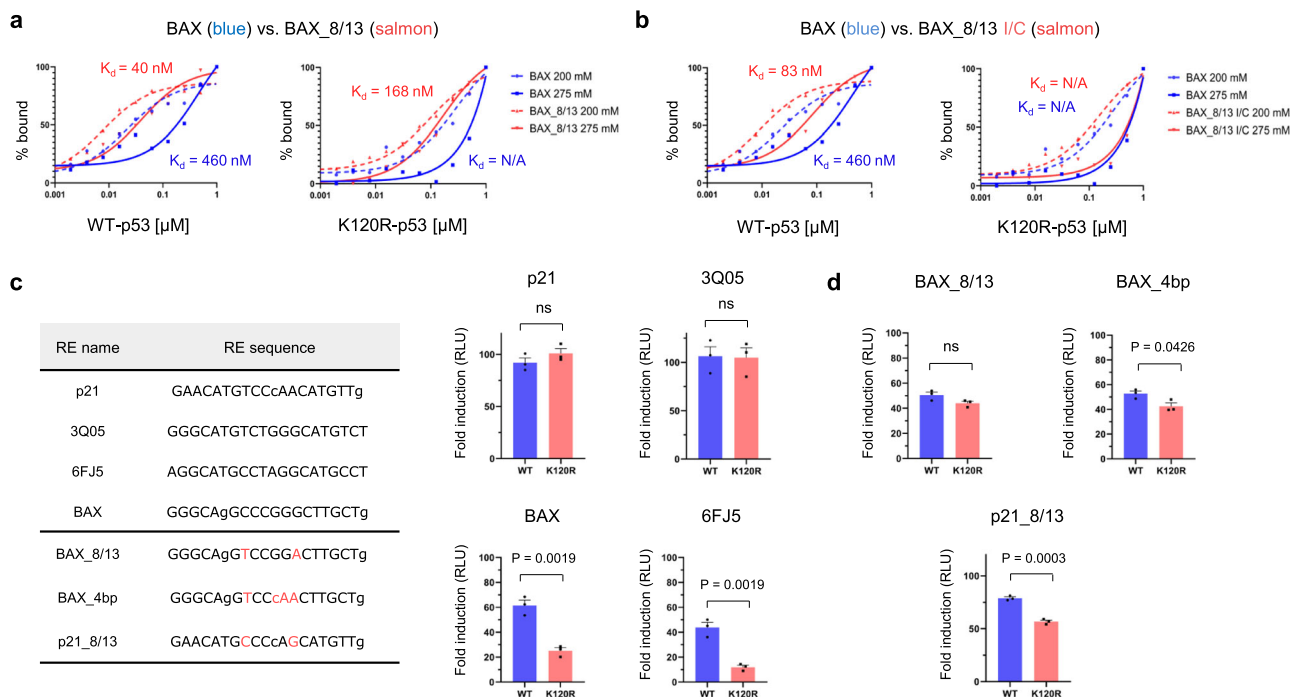 a
BAX (blue) vs. BAX_8/13 (salmon)
% bound
100
50
0
0.001
0.01
0.1
1
K_d = 40 nM
K_d = 460 nM
WT-p53 [µM]
% bound
100
50
0
0.001
0.01
0.1
1
K_d = 168 nM
K_d = N/A
K120R-p53 [µM]
BAX 200 mM
BAX 275 mM
BAX_8/13 200 mM
BAX_8/13 275 mM
b
BAX (blue) vs. BAX_8/13 I/C (salmon)
% bound
100
50
0
0.001
0.01
0.1
1
K_d = 83 nM
K_d = 460 nM
WT-p53 [µM]
% bound
100
50
0
0.001
0.01
0.1
1
K_d = N/A
K_d = N/A
K120R-p53 [µM]
BAX 200 mM
BAX 275 mM
BAX_8/13 I/C 200 mM
BAX_8/13 I/C 275 mM
c
RE name RE sequence
p21 GAACATGTCCcAACATGTTg
3Q05 GGGCATGTCTGGGCATGTCT
6FJ5 AGGCATGCCTAGGCATGCCT
BAX GGGCAgGCCCGGGCTTGCTg
BAX_8/13 GGGCAgGTCCGGACTTGCTg
BAX_4bp GGGCAgGTCCcAACTTGCTg
p21_8/13 GAACATGCCCcAGCATGTTg
p21
ns
Fold induction (RLU)
100
50
0
WT K120R
3Q05
ns
Fold induction (RLU)
100
50
0
WT K120R
BAX
P = 0.0019
Fold induction (RLU)
100
80
60
40
20
0
WT K120R
6FJ5
P = 0.0019
Fold induction (RLU)
100
80
60
40
20
0
WT K120R
d
BAX_8/13
ns
Fold induction (RLU)
100
80
60
40
20
0
WT K120R
BAX_4bp
P = 0.0426
Fold induction (RLU)
100
80
60
40
20
0
WT K120R
p21_8/13
P = 0.0003
Fold induction (RLU)
100
50
0
WT K120R